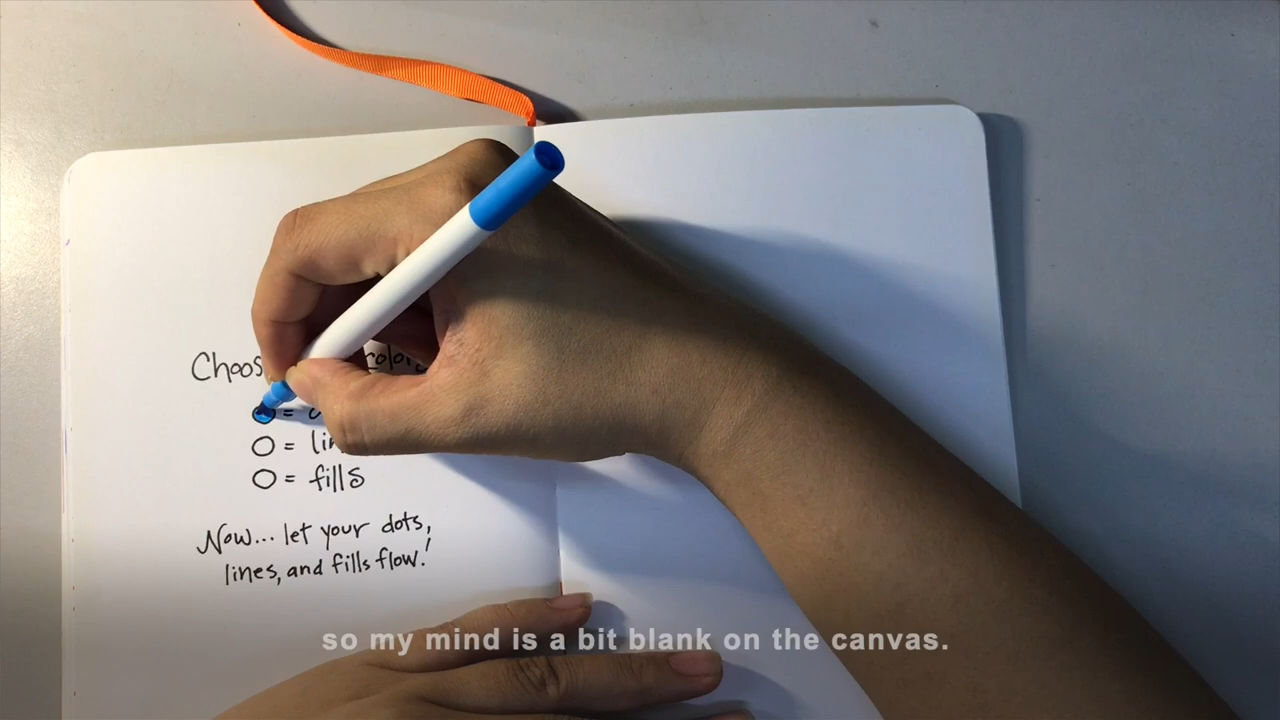 Choos
= 
= lin
= fills
Now... let your dots,
lines, and fills flow!
so my mind is a bit blank on the canvas.